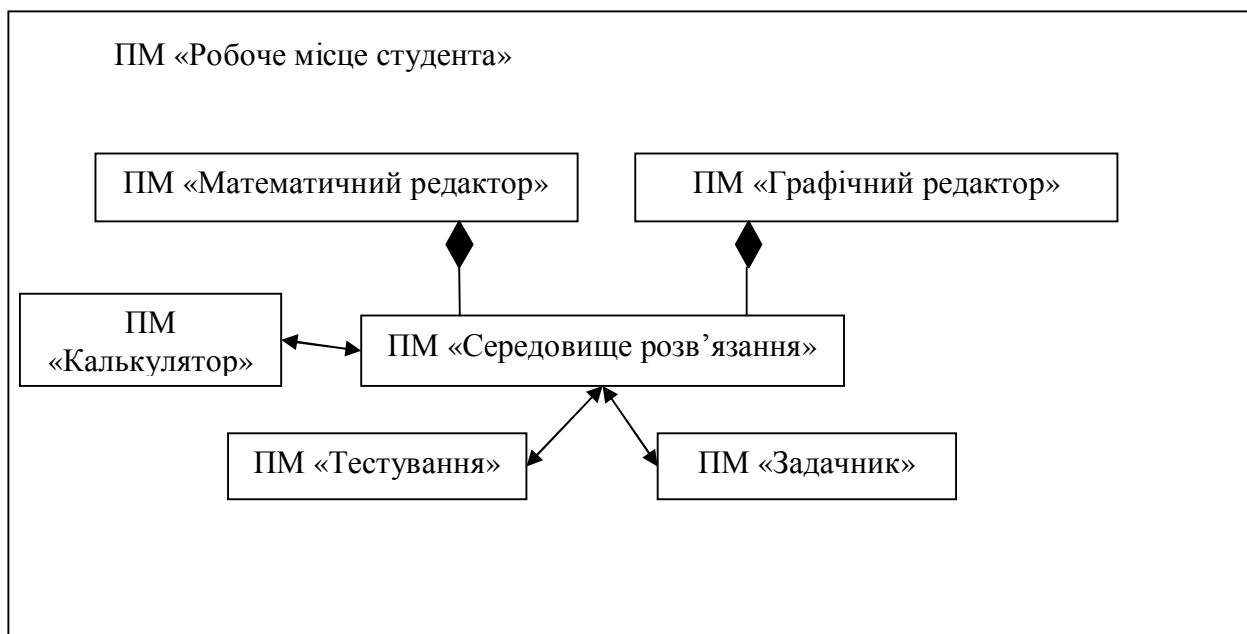 ПМ «Робоче місце студента»
ПМ «Математичний редактор»
ПМ «Графічний редактор»
ПМ
«Калькулятор»
ПМ «Середовище розв’язання»
ПМ «Тестування»
ПМ «Задачник»